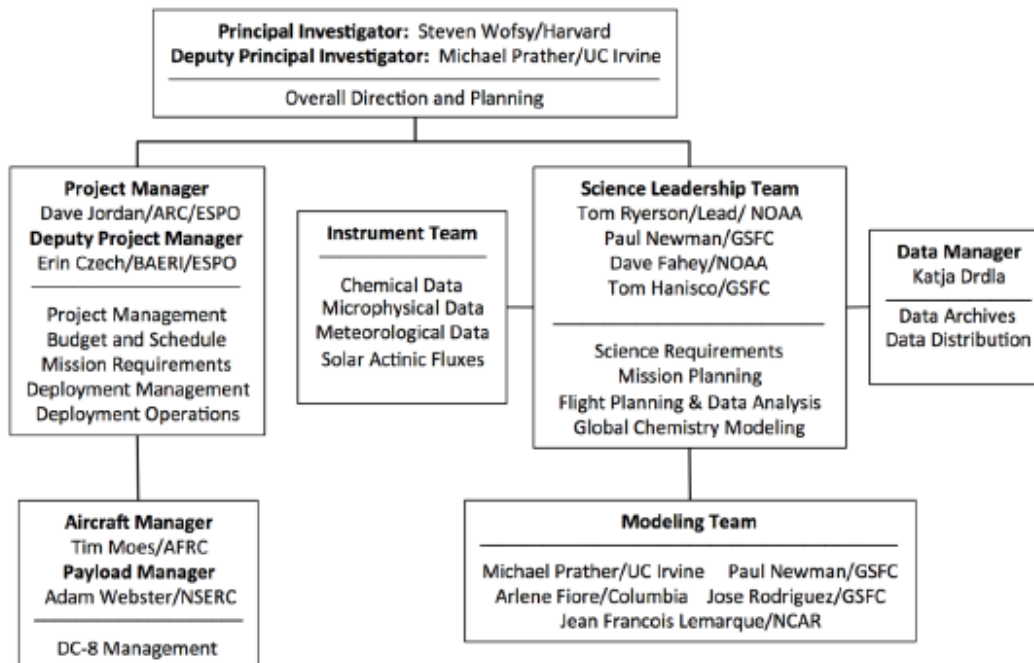 Principal Investigator: Steven Wofsy/Harvard
Deputy Principal Investigator: Michael Prather/UC Irvine
Overall Direction and Planning
Project Manager
Dave Jordan/ARC/ESPO
Deputy Project Manager
Erin Czech/BAERI/ESPO
Project Management
Budget and Schedule
Mission Requirements
Deployment Management
Deployment Operations
Instrument Team
Chemical Data
Microphysical Data
Meteorological Data
Solar Actinic Fluxes
Science Leadership Team
Tom Ryerson/Lead/ NOAA
Paul Newman/GSFC
Dave Fahey/NOAA
Tom Hanisco/GSFC
Science Requirements
Mission Planning
Flight Planning & Data Analysis
Global Chemistry Modeling
Data Manager
Katja Drdla
Data Archives
Data Distribution
Aircraft Manager
Tim Moes/AFRC
Payload Manager
Adam Webster/NSERC
DC-8 Management
Modeling Team
Michael Prather/UC Irvine Paul Newman/GSFC
Arlene Fiore/Columbia Jose Rodriguez/GSFC
Jean Francois Lemarque/NCAR